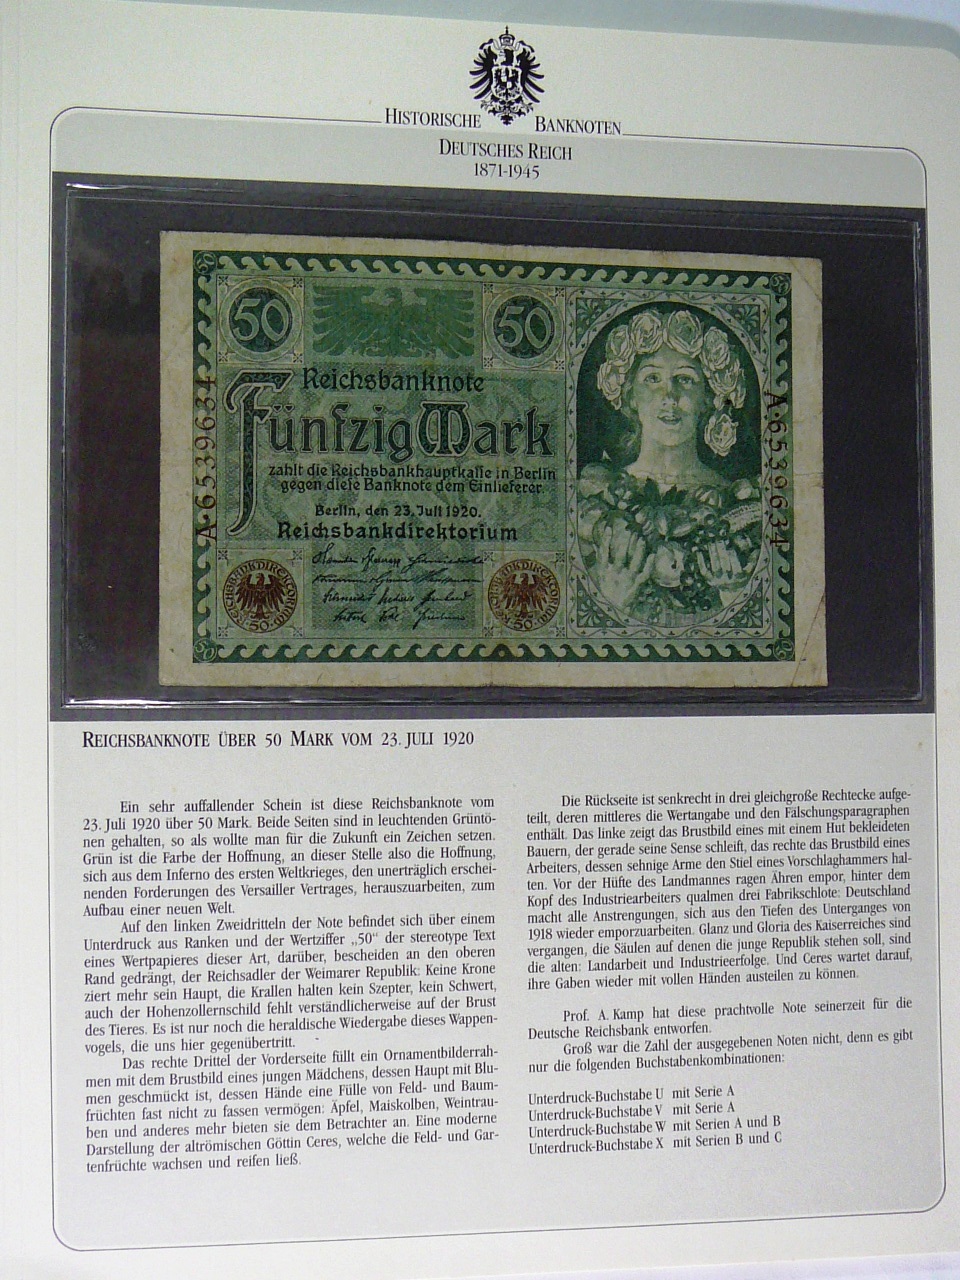 HISTORISCHE BANKNOTEN
DEUTSCHES REICH
1871-1945
50
50
50
50
Reichsbanknote
Fünfzig Mark
zahlt die Reichsbankhauptkasse in Berlin
gegen diese Banknote dem Einlieferer.
Berlin, den 23. Juli 1920.
Reichsbankdirektorium
A·6539634
A·6539634
REICHSBANKDIREKTORIUM
·50·
REICHSBANKDIREKTORIUM
·50·
50
50
REICHSBANKNOTE ÜBER 50 MARK VOM 23. JULI 1920
Ein sehr auffallender Schein ist diese Reichsbanknote vom
23. Juli 1920 über 50 Mark. Beide Seiten sind in leuchtenden Grüntö-
nen gehalten, so als wollte man für die Zukunft ein Zeichen setzen.
Grün ist die Farbe der Hoffnung, an dieser Stelle also die Hoffnung,
sich aus dem Inferno des ersten Weltkrieges, den unerträglich erschei-
nenden Forderungen des Versailler Vertrages, herauszuarbeiten, zum
Aufbau einer neuen Welt.
Auf den linken Zweidritteln der Note befindet sich über einem
Unterdruck aus Ranken und der Wertziffer „50“ der stereotype Text
eines Wertpapieres dieser Art, darüber, bescheiden an den oberen
Rand gedrängt, der Reichsadler der Weimarer Republik: Keine Krone
ziert mehr sein Haupt, die Krallen halten kein Szepter, kein Schwert,
auch der Hohenzollernschild fehlt verständlicherweise auf der Brust
des Tieres. Es ist nur noch die heraldische Wiedergabe dieses Wappen-
vogels, die uns hier gegenübertritt.
Das rechte Drittel der Vorderseite füllt ein Ornamentbilderrah-
men mit dem Brustbild eines jungen Mädchens, dessen Haupt mit Blu-
men geschmückt ist, dessen Hände eine Fülle von Feld- und Baum-
früchten fast nicht zu fassen vermögen: Äpfel, Maiskolben, Weintrau-
ben und anderes mehr bieten sie dem Betrachter an. Eine moderne
Darstellung der altrömischen Göttin Ceres, welche die Feld- und Gar-
tenfrüchte wachsen und reifen ließ.
Die Rückseite ist senkrecht in drei gleichgroße Rechtecke aufge-
teilt, deren mittleres die Wertangabe und den Fälschungsparagraphen
enthält. Das linke zeigt das Brustbild eines mit einem Hut bekleideten
Bauern, der gerade seine Sense schleift, das rechte das Brustbild eines
Arbeiters, dessen sehnige Arme den Stiel eines Vorschlaghammers hal-
ten. Vor der Hüfte des Landmannes ragen Ähren empor, hinter dem
Kopf des Industriearbeiters qualmen drei Fabrikschlote: Deutschland
macht alle Anstrengungen, sich aus den Tiefen des Unterganges von
1918 wieder emporzuarbeiten. Glanz und Gloria des Kaiserreiches sind
vergangen, die Säulen auf denen die junge Republik stehen soll, sind
die alten: Landarbeit und Industrieerfolge. Und Ceres wartet darauf,
ihre Gaben wieder mit vollen Händen austeilen zu können.
Prof. A. Kamp hat diese prachtvolle Note seinerzeit für die
Deutsche Reichsbank entworfen.
Groß war die Zahl der ausgegebenen Noten nicht, denn es gibt
nur die folgenden Buchstabenkombinationen:
Unterdruck-Buchstabe U mit Serie A
Unterdruck-Buchstabe V mit Serie A
Unterdruck-Buchstabe W mit Serien A und B
Unterdruck-Buchstabe X mit Serien B und C